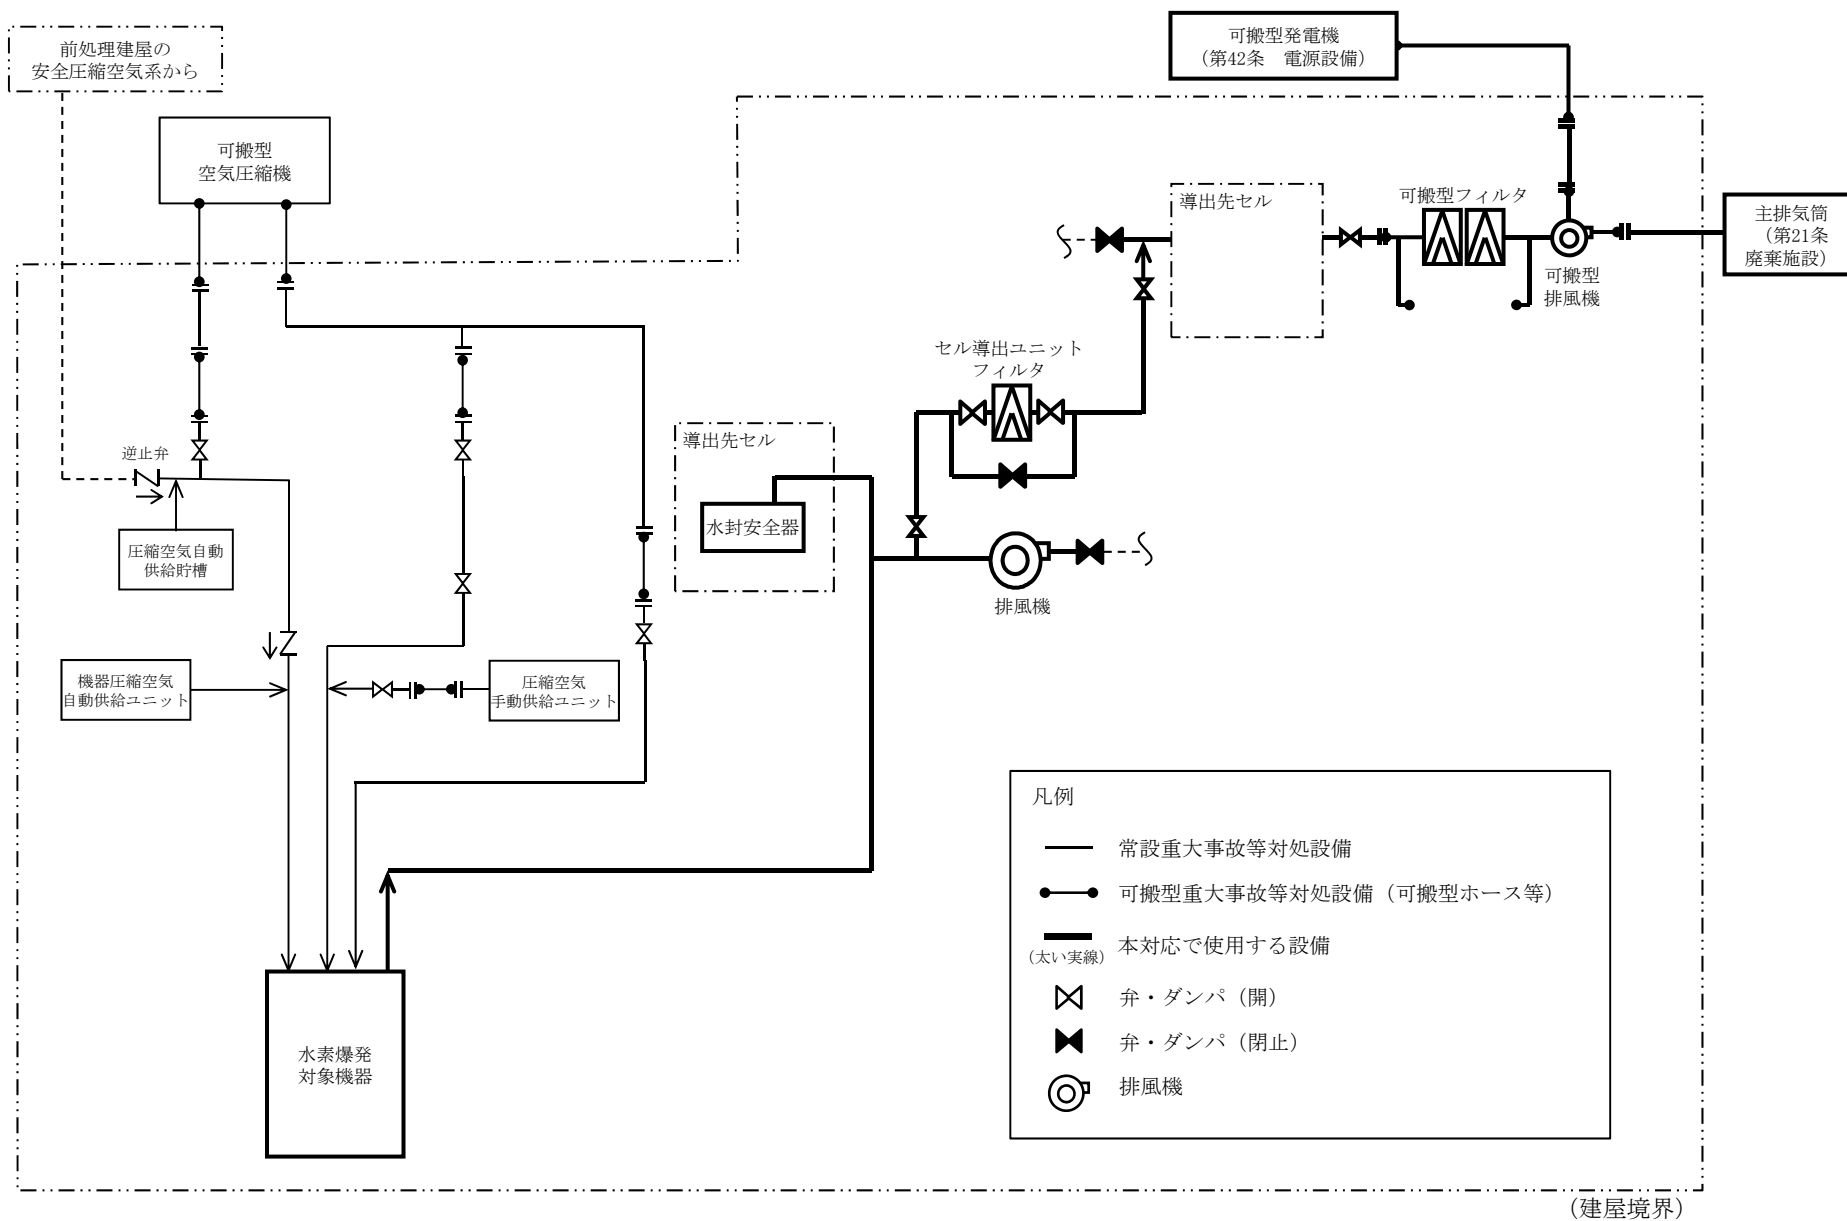 前処理建屋の
安全圧縮空気系から
可搬型発電機
（第42条　電源設備）
可搬型
空気圧縮機
導出先セル
可搬型フィルタ
主排気筒
（第21条
廃棄施設）
可搬型
排風機
セル導出ユニット
フィルタ
導出先セル
水封安全器
逆止弁
圧縮空気自動
供給貯槽
排風機
機器圧縮空気
自動供給ユニット
圧縮空気
手動供給ユニット
水素爆発
対象機器
凡例
常設重大事故等対処設備
可搬型重大事故等対処設備（可搬型ホース等）
本対応で使用する設備
（太い実線）
弁・ダンパ（開）
弁・ダンパ（閉止）
排風機
（建屋境界）